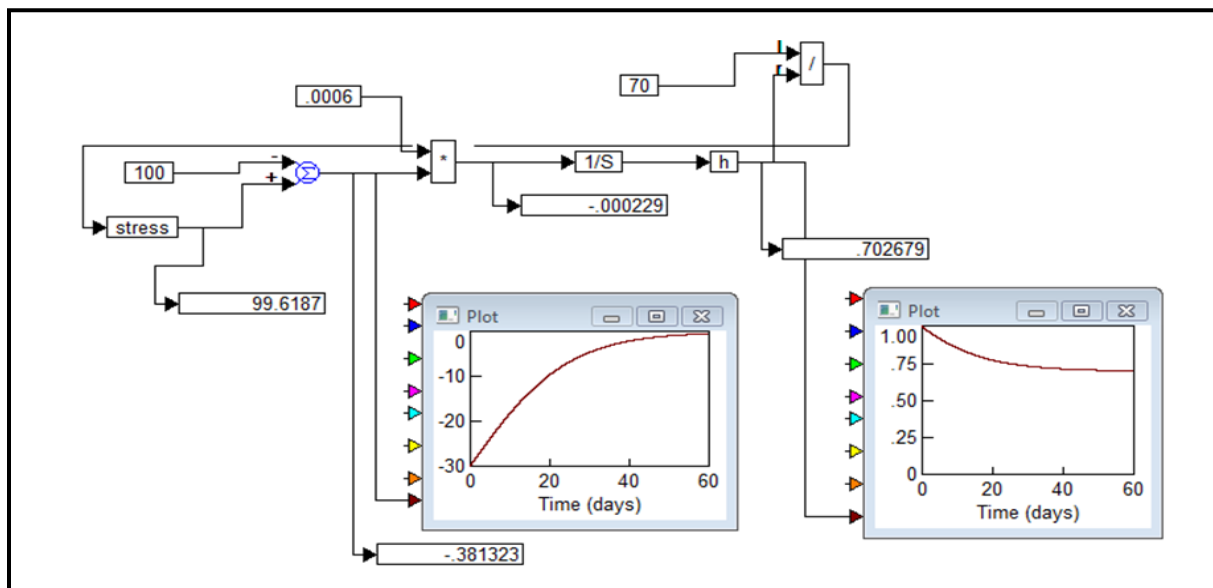 l
r
/
70
.0006
*
100
-
+
Σ
1/S
h
-.000229
stress
.702679
99.6187
Plot
0
-10
-20
-30
0
20
40
60
Time (days)
Plot
1.00
.75
.50
.25
0
0
20
40
60
Time (days)
-.381323